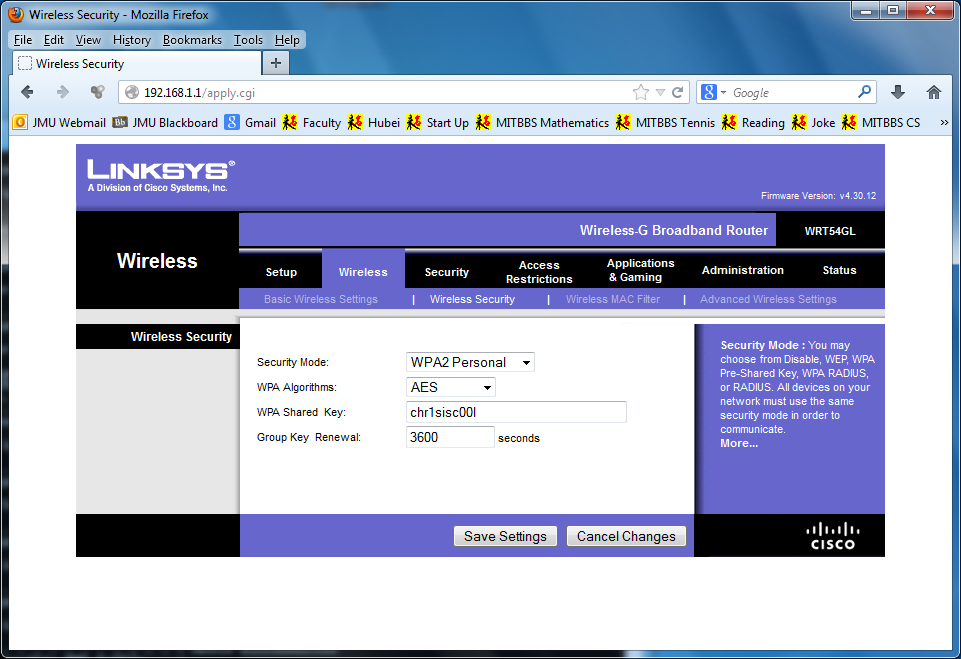 Wireless Security - Mozilla Firefox
File Edit View History Bookmarks Tools Help
Wireless Security
192.168.1.1/apply.cgi
Google
JMU Webmail Bb JMU Blackboard Gmail Faculty Hubei Start Up MITBBS Mathematics MITBBS Tennis Reading Joke MITBBS CS »
LINKSYS®
A Division of Cisco Systems, Inc.
Firmware Version: v4.30.12
Wireless-G Broadband Router WRT54GL
Wireless
Setup Wireless Security Access Restrictions Applications & Gaming Administration Status
Basic Wireless Settings | Wireless Security | Wireless MAC Filter | Advanced Wireless Settings
Wireless Security
Security Mode: WPA2 Personal
WPA Algorithms: AES
WPA Shared Key: chr1sisc00l
Group Key Renewal: 3600 seconds
Security Mode : You may
choose from Disable, WEP, WPA
Pre-Shared Key, WPA RADIUS,
or RADIUS. All devices on your
network must use the same
security mode in order to
communicate.
More...
Save Settings Cancel Changes
CISCO